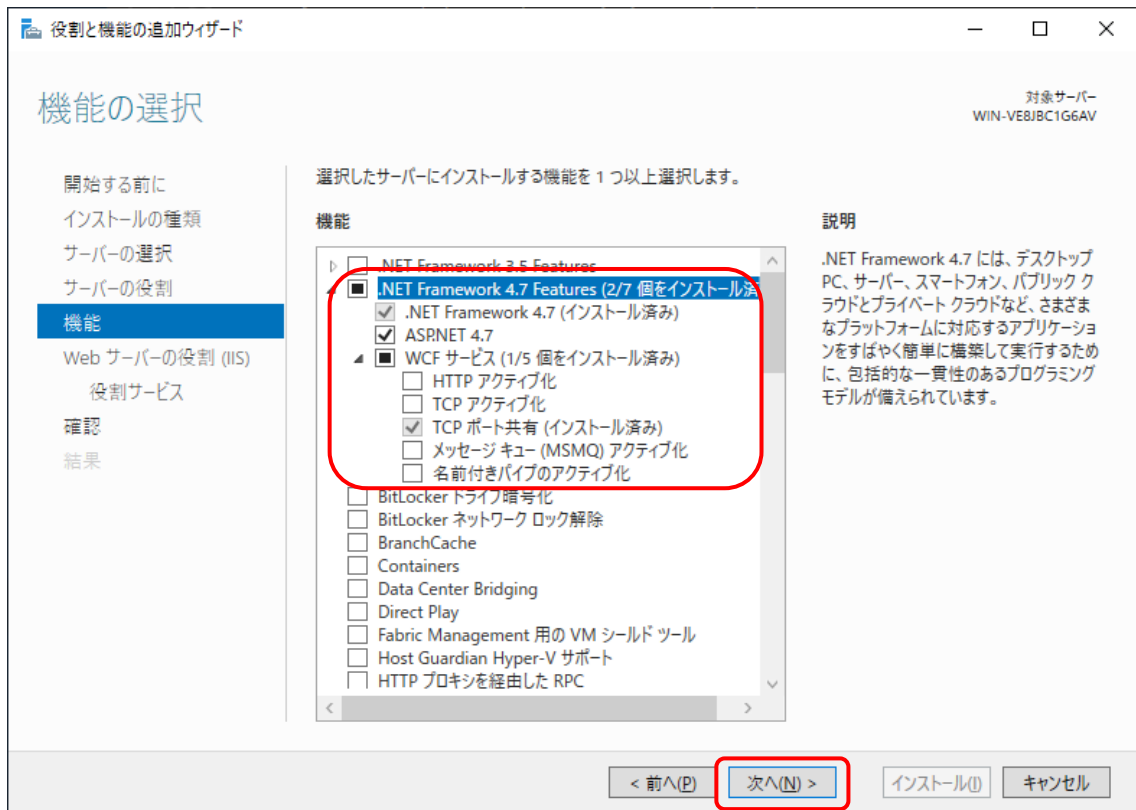 役割と機能の追加ウィザード
機能の選択
対象サーバー
WIN-VE8JBC1G6AV
開始する前に
インストールの種類
サーバーの選択
サーバーの役割
機能
Web サーバーの役割 (IIS)
役割サービス
確認
結果
選択したサーバーにインストールする機能を 1 つ以上選択します。
機能
.NET Framework 3.5 Features
.NET Framework 4.7 Features (2/7 個をインストール済
.NET Framework 4.7 (インストール済み)
ASP.NET 4.7
WCF サービス (1/5 個をインストール済み)
HTTP アクティブ化
TCP アクティブ化
TCP ポート共有 (インストール済み)
メッセージ キュー (MSMQ) アクティブ化
名前付きパイプのアクティブ化
BitLocker ドライブ暗号化
BitLocker ネットワーク ロック解除
BranchCache
Containers
Data Center Bridging
Direct Play
Fabric Management 用の VM シールド ツール
Host Guardian Hyper-V サポート
HTTP プロキシを経由した RPC
説明
.NET Framework 4.7 には、デスクトップ
PC、サーバー、スマートフォン、パブリック ク
ラウドとプライベート クラウドなど、さまざま
なプラットフォームに対応するアプリケーショ
ンをすばやく簡単に構築して実行するため
に、包括的な一貫性のあるプログラミング
モデルが備えられています。
< 前へ(P)
次へ(N) >
インストール(I)
キャンセル